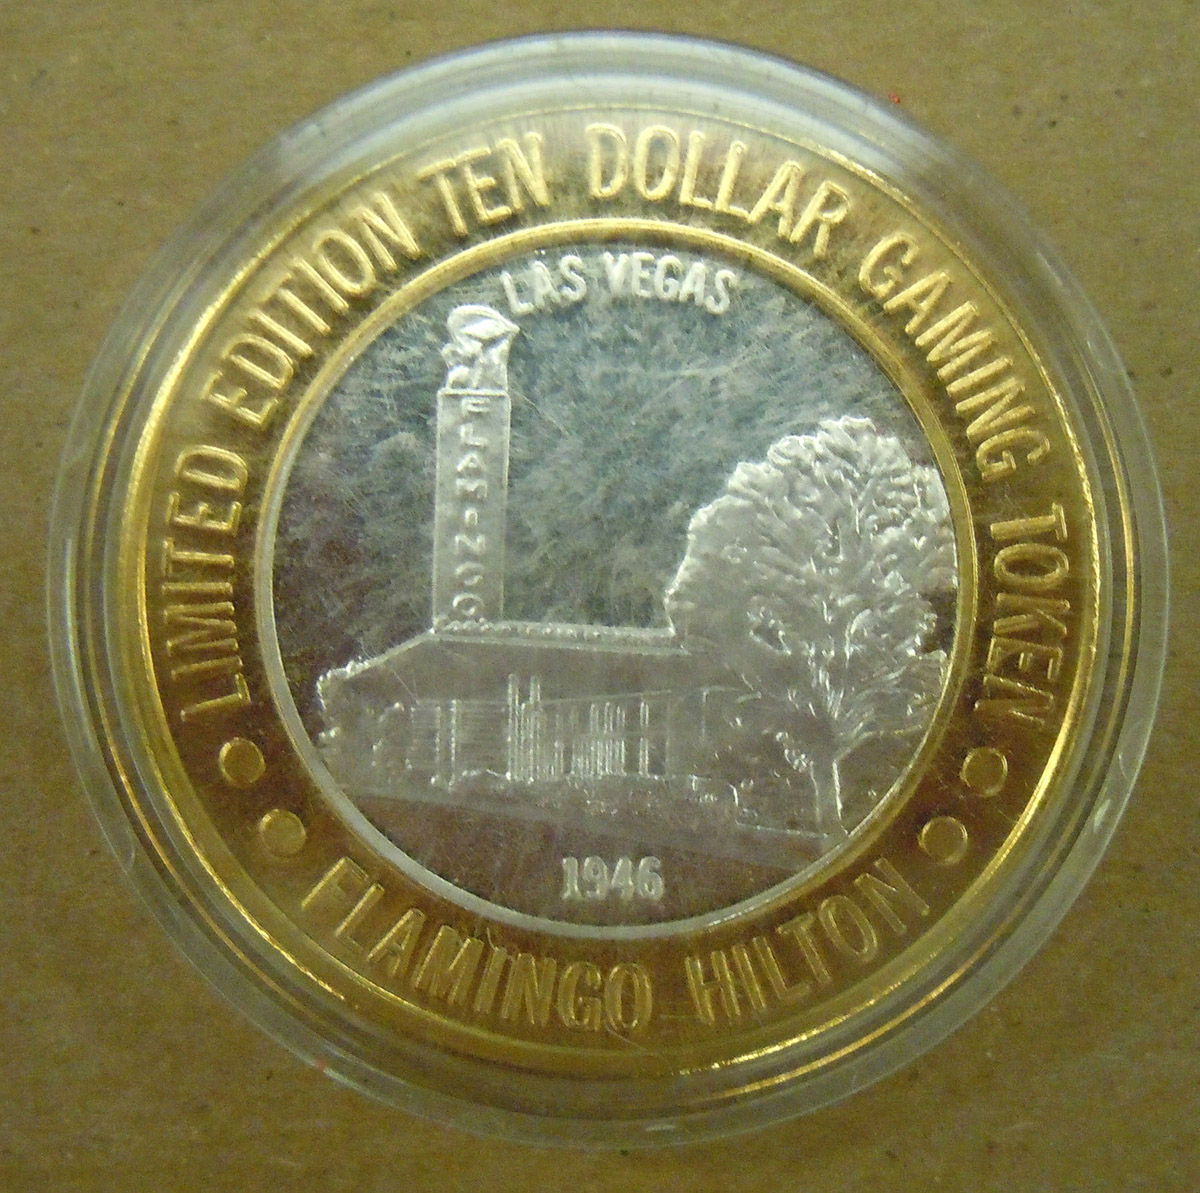 LIMITED EDITION TEN DOLLAR GAMING TOKEN
LAS VEGAS
FLAMINGO
1946
FLAMINGO HILTON